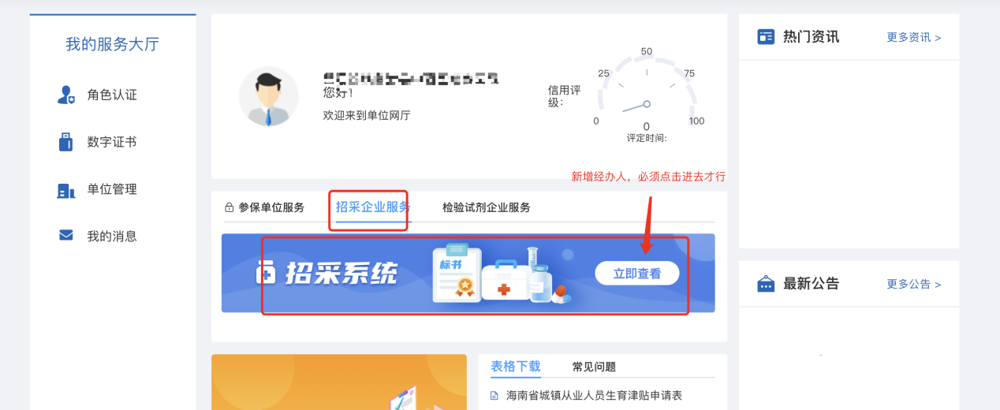 我的服务大厅
角色认证
数字证书
单位管理
我的消息
您好！
欢迎来到单位网厅
信用评
级：
0
25
50
75
100
0
评定时间:
新增经办人，必须点击进去才行
参保单位服务
招采企业服务
检验试剂企业服务
招采系统
标书
立即查看
表格下载
常见问题
海南省城镇从业人员生育津贴申请表
热门资讯
更多资讯 >
最新公告
更多公告 >